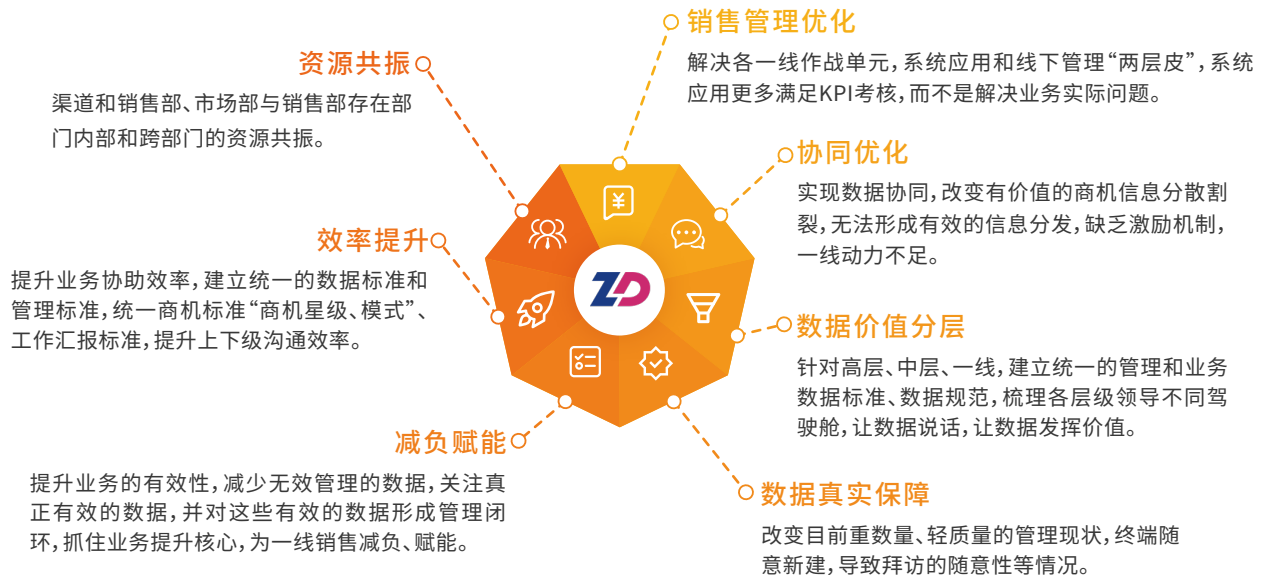 销售管理优化
解决各一线作战单元,系统应用和线下管理“两层皮”,系统
应用更多满足KPI考核,而不是解决业务实际问题。
协同优化
实现数据协同,改变有价值的商机信息分散割
裂,无法形成有效的信息分发,缺乏激励机制,
一线动力不足。
数据价值分层
针对高层、中层、一线,建立统一的管理和业务
数据标准、数据规范,梳理各层级领导不同驾
驶舱,让数据说话,让数据发挥价值。
数据真实保障
改变目前重数量、轻质量的管理现状,终端随
意新建,导致拜访的随意性等情况。
减负赋能
提升业务的有效性,减少无效管理的数据,关注真
正有效的数据,并对这些有效的数据形成管理闭
环,抓住业务提升核心,为一线销售减负、赋能。
效率提升
提升业务协助效率,建立统一的数据标准和
管理标准,统一商机标准“商机星级、模式”、
工作汇报标准,提升上下级沟通效率。
资源共振
渠道和销售部、市场部与销售部存在部
门内部和跨部门的资源共振。
¥
ZD